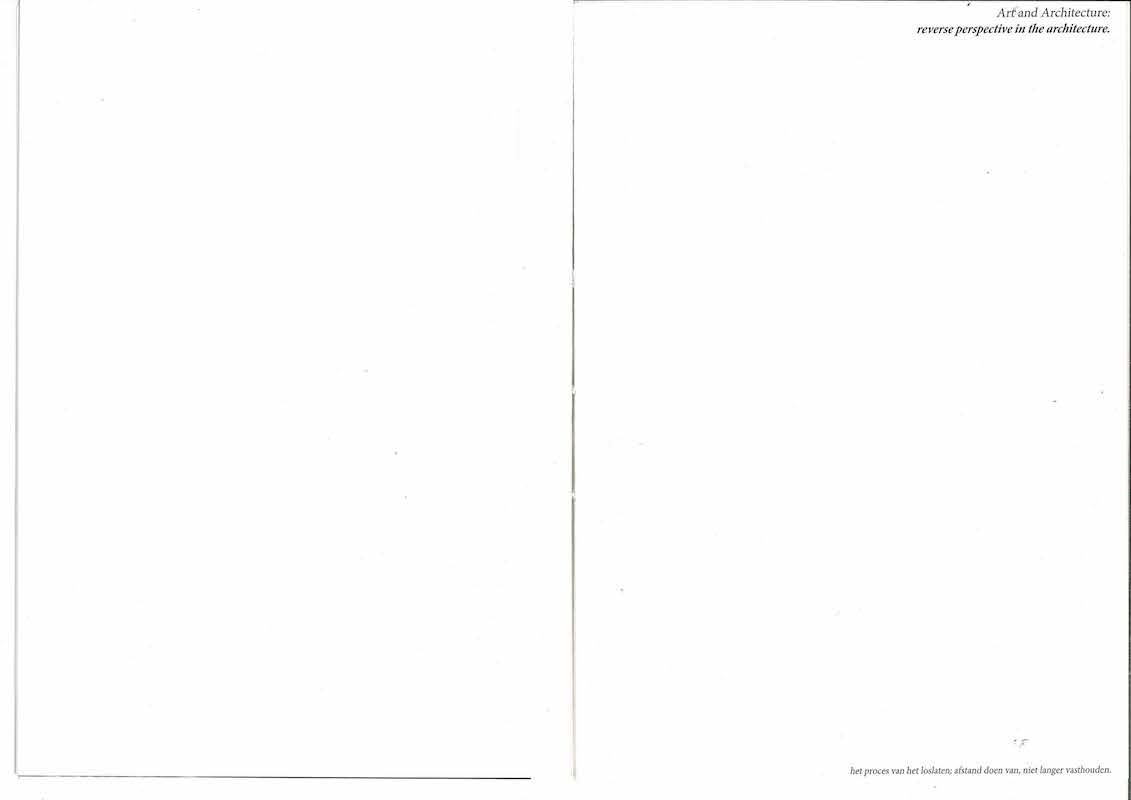 Art and Architecture:
reverse perspective in the architecture.
het proces van het loslaten; afstand doen van, niet langer vasthouden.